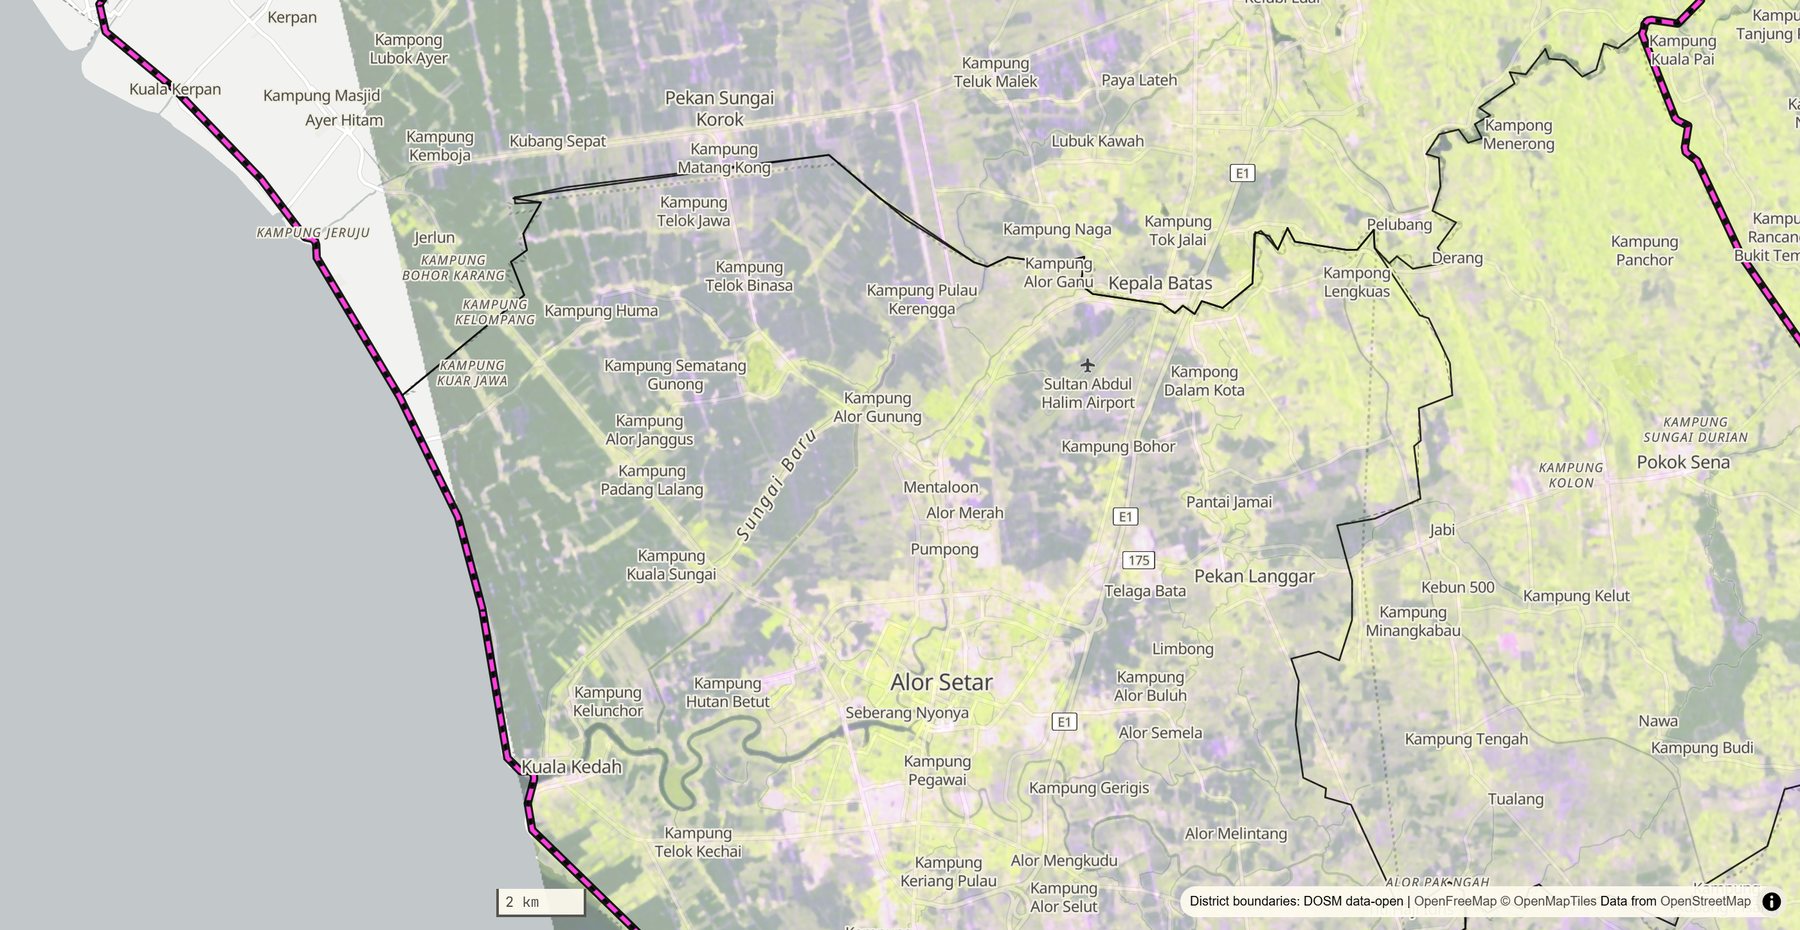 Kerpan
Kampong
Lubok Ayer
Kampu
Tanjung P
Kampung
Kuala Pai
Kuala Kerpan
Kampung Masjid
Ayer Hitam
Kampung
Teluk Malek
Paya Lateh
Pekan Sungai
Korok
Kampung
Kemboja
Kubang Sepat
Kampung
Matang Kong
Lubuk Kawah
Kampong
Menerong
E1
Kampung
Telok Jawa
KAMPUNG JERUJU
Jerlun
Kampung Naga
Kampung
Tok Jalai
Pelubang
Kampung
Panchor
Kampu
Rancang
Bukit Tem
KAMPUNG
BOHOR KARANG
Kampung
Telok Binasa
Kampung
Alor Ganu
Kepala Batas
Kampong
Lengkuas
Derang
KAMPUNG
KELOMPANG
Kampung Huma
Kampung Pulau
Kerengga
KAMPUNG
KUAR JAWA
Kampung Sematang
Gunong
Sultan Abdul
Halim Airport
Kampong
Dalam Kota
Kampung
Alor Gunung
Kampung
Alor Janggus
Sungai Baru
Kampung Bohor
KAMPUNG
SUNGAI DURIAN
Pokok Sena
KAMPUNG
KOLON
Kampung
Padang Lalang
Mentaloon
Alor Merah
Pantai Jamai
E1
Jabi
Pumpong
Kampung
Kuala Sungai
175
Pekan Langgar
Telaga Bata
Kebun 500
Kampung Kelut
Kampung
Minangkabau
Limbong
Alor Setar
Kampung
Alor Buluh
Kampung
Kelunchor
Kampung
Hutan Betut
Seberang Nyonya
E1
Alor Semela
Nawa
Kampung Tengah
Kampung Budi
Kuala Kedah
Kampung
Pegawai
Kampung Gerigis
Tualang
Kampung
Telok Kechai
Alor Melintang
Kampung
Keriang Pulau
Alor Mengkudu
Kampung
Alor Selut
ALOR PAK NGAH
2 km
District boundaries: DOSM data-open | OpenFreeMap © OpenMapTiles Data from OpenStreetMap